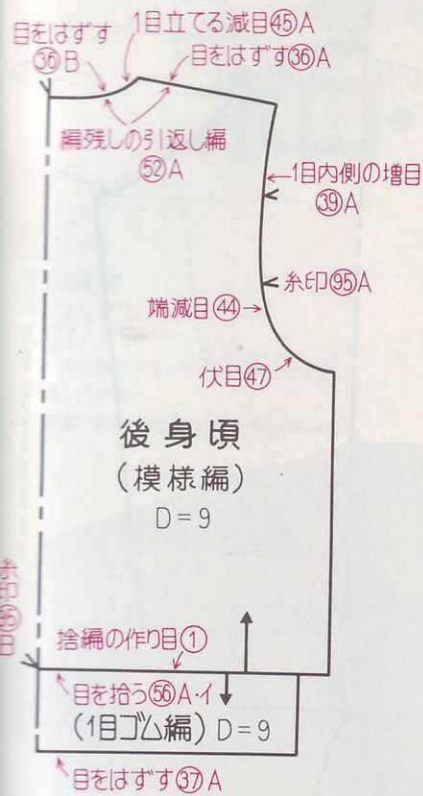 1目立てる減目㊺A
目をはずす
㊱B
目をはずす㊱A
編残しの引返し編
52A
1目内側の増目
㊴A
糸印95A
端減目㊹
伏目㊼
後身頃
(模様編)
D=9
糸印
B
捨編の作り目①
目を拾う56A·イ
(1目ゴム編) D=9
目をはずす㊲A